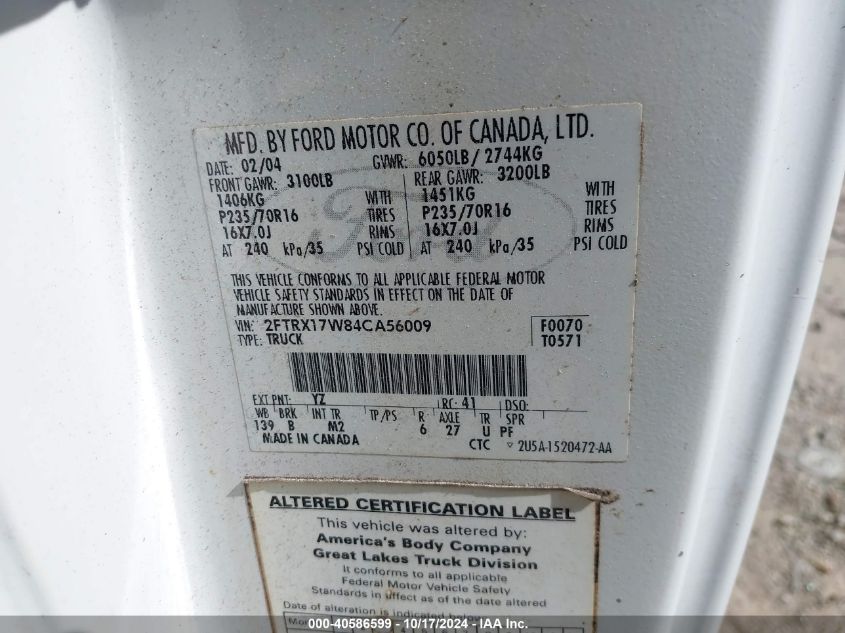 MFD. BY FORD MOTOR CO. OF CANADA, LTD.
DATE: 02/04 GVWR: 6050LB/ 2744KG
FRONT GAWR: 3100LB REAR GAWR: 3200LB
1406KG WITH 1451KG WITH
P235/70R16 TIRES P235/70R16 TIRES
16X7.0J RIMS 16X7.0J RIMS
AT 240 kPa/35 PSI COLD AT 240 kPa/35 PSI COLD
THIS VEHICLE CONFORMS TO ALL APPLICABLE FEDERAL MOTOR
VEHICLE SAFETY STANDARDS IN EFFECT ON THE DATE OF
MANUFACTURE SHOWN ABOVE.
VIN: 2FTRX17W84CA56009 F0070
TYPE: TRUCK T0571
EXT PNT: YZ RC: 41 DSO:
WB BRK INT TR TP/PS R AXLE TR SPR
139 B M2 6 27 U PF
MADE IN CANADA CTC 2U5A-1520472-AA
Ford
ALTERED CERTIFICATION LABEL
This vehicle was altered by:
America's Body Company
Great Lakes Truck Division
It conforms to all applicable
Federal Motor Vehicle Safety
Standards in effect as of the date altered
Date of alteration is indicated
-- 40586599 - 10/17/2024 - IAA Inc.